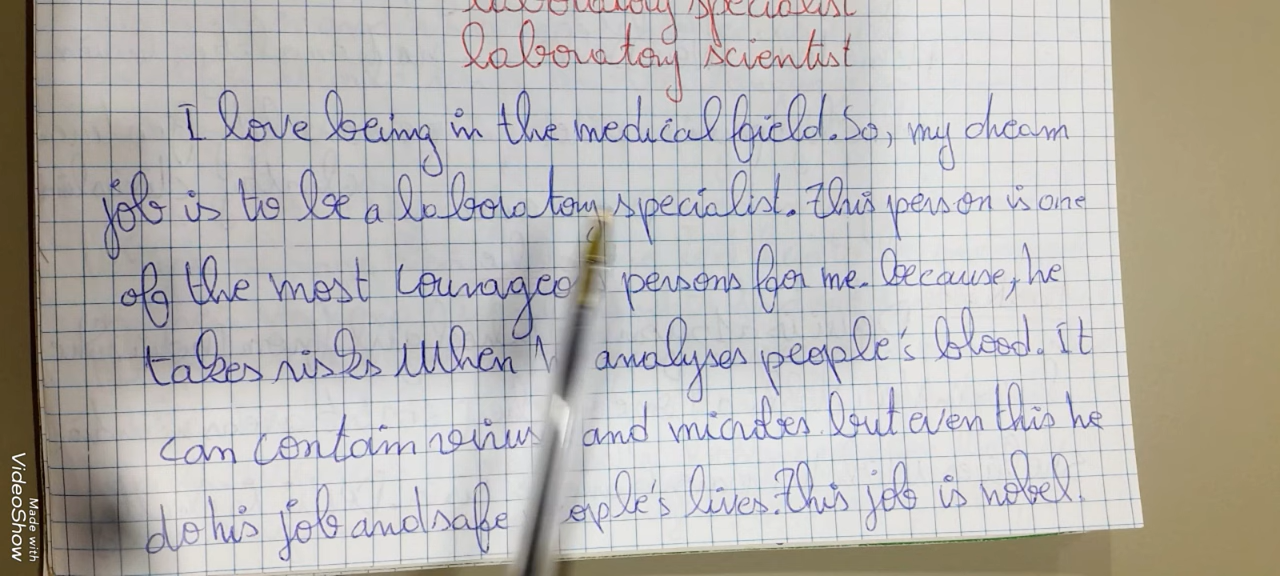 laboratory specialist
laboratory scientist
I love being in the medical field. So, my dream
job is to be a laboratory specialist. This person is one
of the most courageo persons for me. because, he
takes risks when analyses people's blood. It
can contain and microbes but even this he
do his job and safe lives. This job is nobel.
Made with
VideoShow